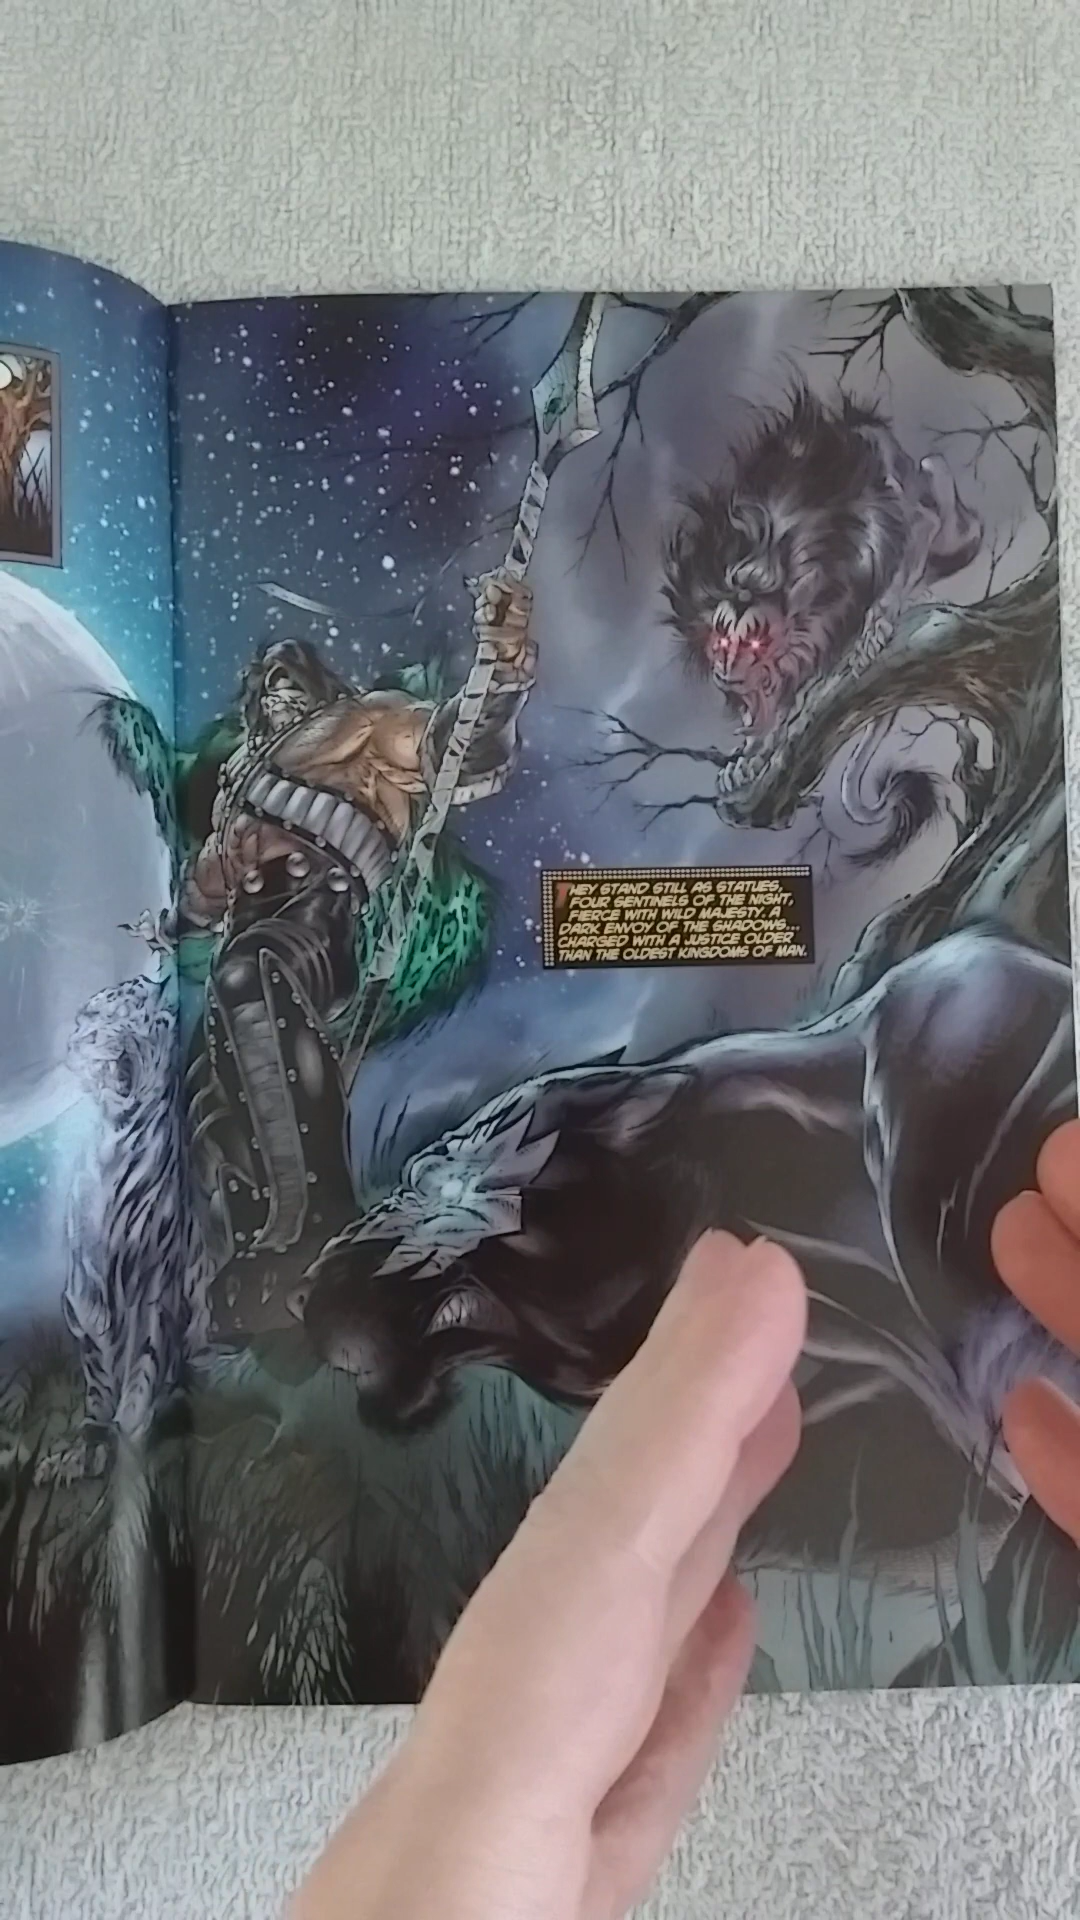 THEY STAND STILL AS STATUES,
FOUR SENTINELS OF THE NIGHT,
FIERCE WITH WILD MAJESTY. A
DARK ENVOY OF THE SHADOWS...
CHARGED WITH A JUSTICE OLDER
THAN THE OLDEST KINGDOMS OF MAN.